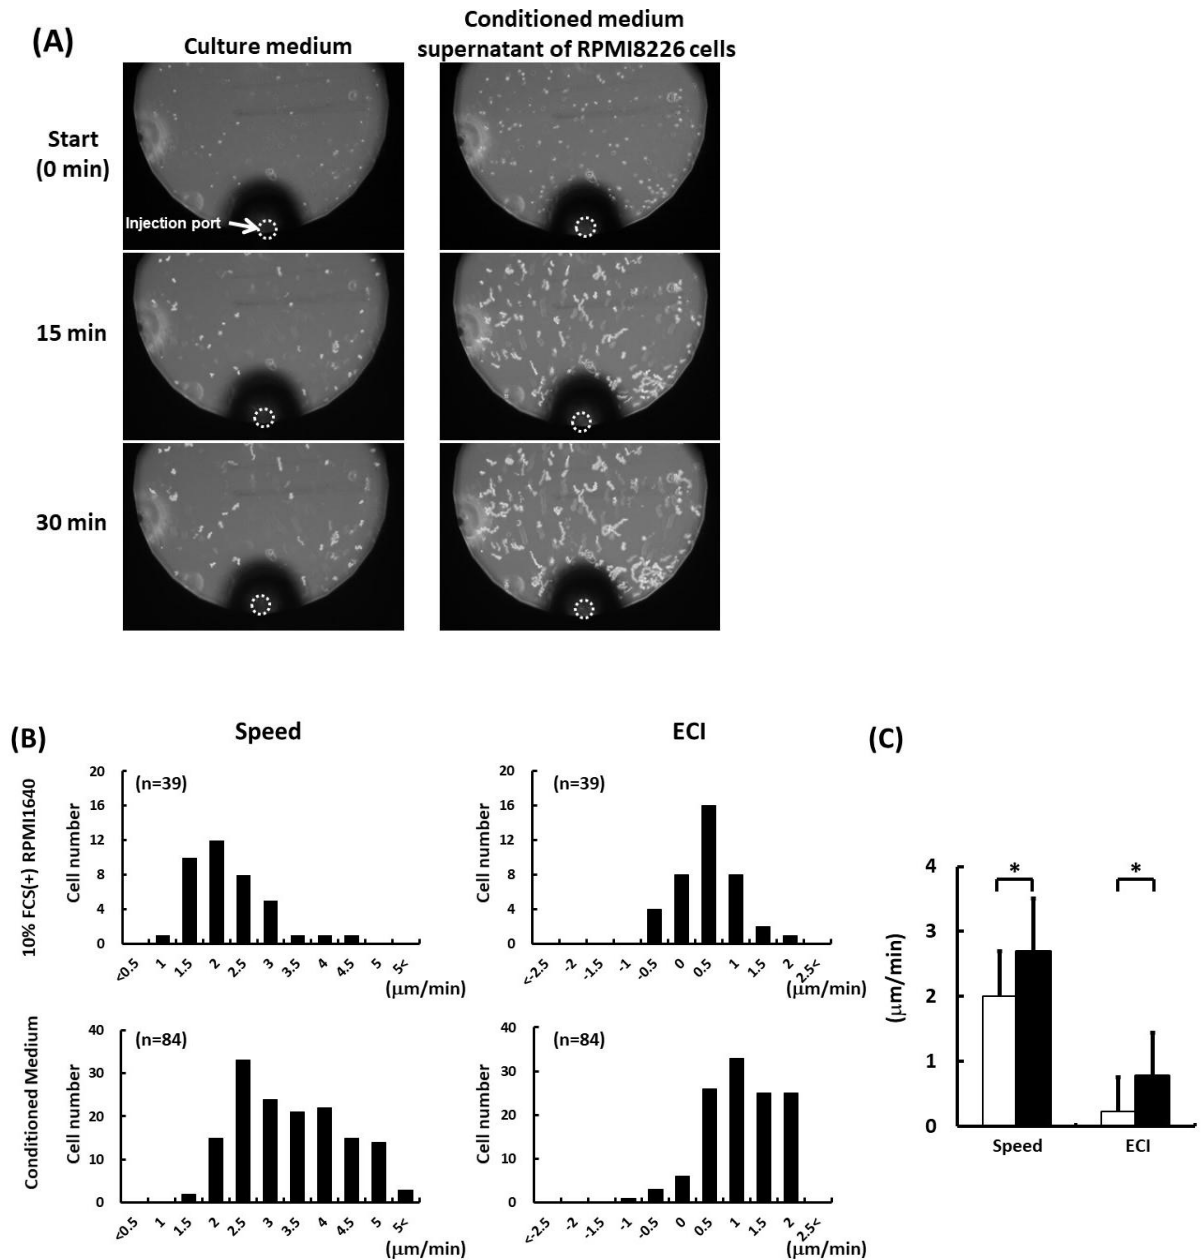 (A)
Culture medium
Conditioned medium
supernatant of RPMI8226 cells
Start
(0 min)
Injection port
15 min
30 min
(B)
Speed
ECI
10% FCS(+) RPMI1640
Cell number
20
16
12
8
4
0
(n=39)
<0.5
1
1.5
2
2.5
3
3.5
4
4.5
5
5<
(μm/min)
Cell number
20
16
12
8
4
0
(n=39)
<-2.5
-2
-1.5
-1
-0.5
0
0.5
1
1.5
2
2.5<
(μm/min)
Conditioned Medium
Cell number
40
30
20
10
0
(n=84)
<0.5
1
1.5
2
2.5
3
3.5
4
4.5
5
5<
(μm/min)
Cell number
40
30
20
10
0
(n=84)
<-2.5
-2
-1.5
-1
-0.5
0
0.5
1
1.5
2
2.5<
(μm/min)
(C)
(μm/min)
4
3
2
1
0
*
*
Speed
ECI